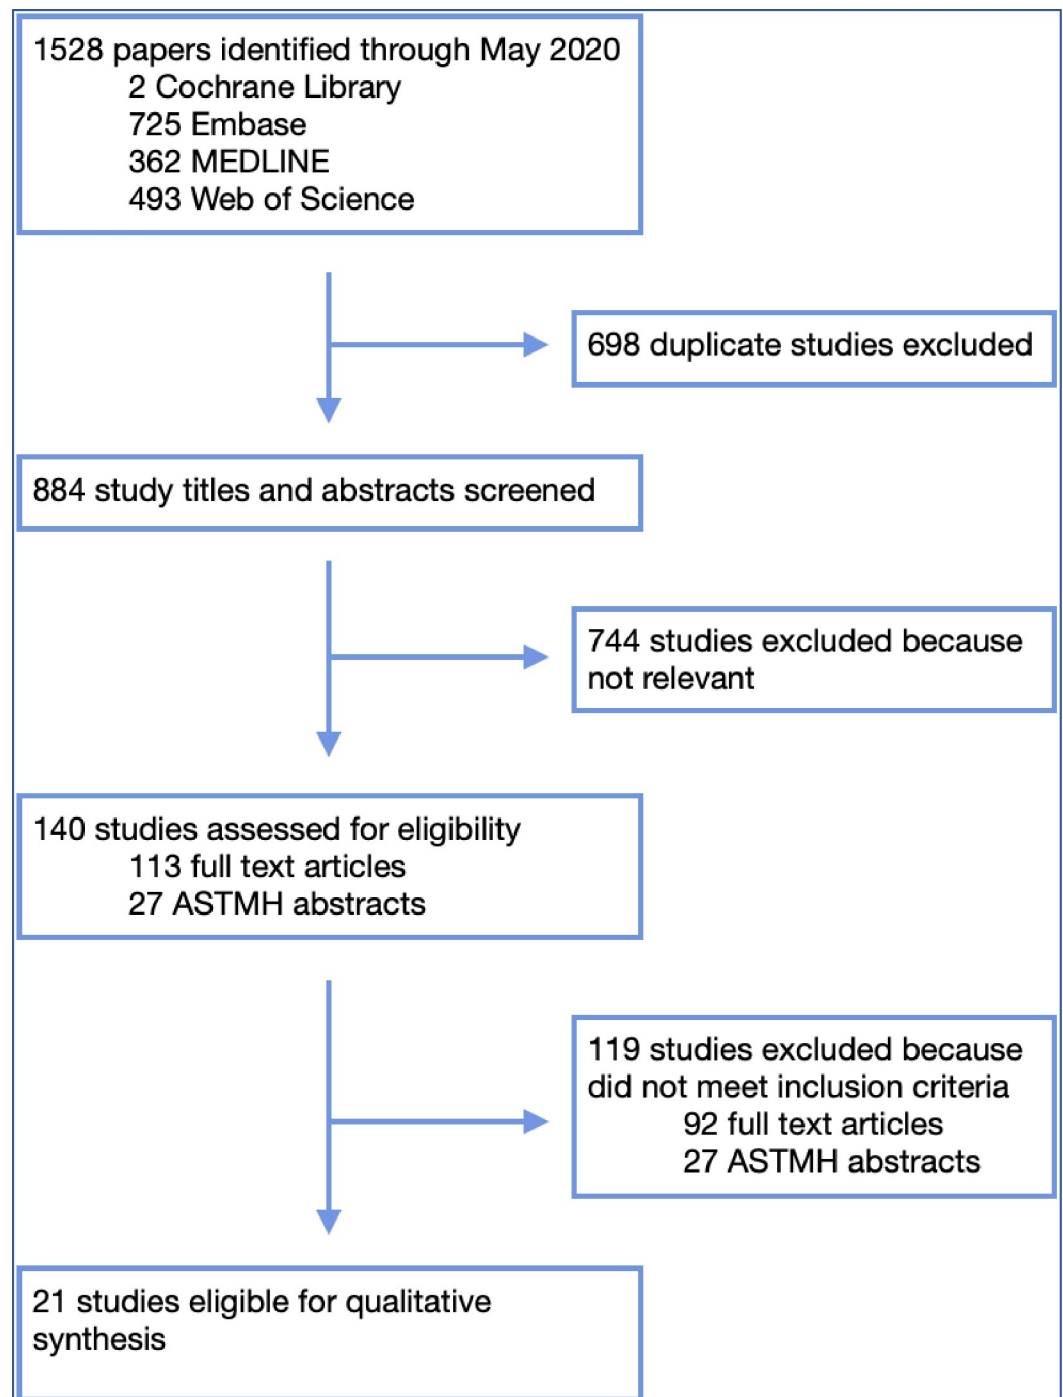 1528 papers identified through May 2020
2 Cochrane Library
725 Embase
362 MEDLINE
493 Web of Science
698 duplicate studies excluded
884 study titles and abstracts screened
744 studies excluded because
not relevant
140 studies assessed for eligibility
113 full text articles
27 ASTMH abstracts
119 studies excluded because
did not meet inclusion criteria
92 full text articles
27 ASTMH abstracts
21 studies eligible for qualitative
synthesis